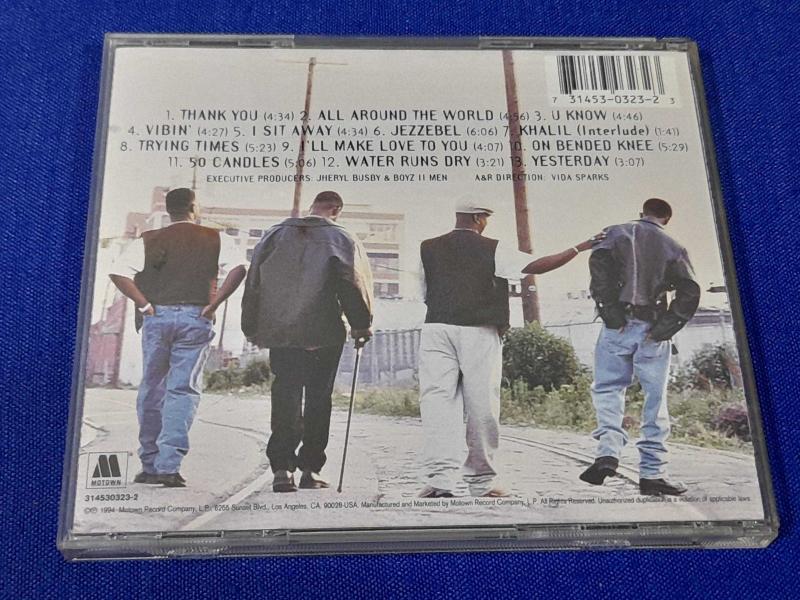 7 31453-0323-2 3
1. THANK YOU (4:34) 2. ALL AROUND THE WORLD (4:56) 3. U KNOW (4:46)
4. VIBIN' (4:27) 5. I SIT AWAY (4:34) 6. JEZZEBEL (6:06) 7. KHALIL (Interlude) (1:41)
8. TRYING TIMES (5:23) 9. I'LL MAKE LOVE TO YOU (4:07) 10. ON BENDED KNEE (5:29)
11. 50 CANDLES (5:06) 12. WATER RUNS DRY (3:21) 13. YESTERDAY (3:07)
EXECUTIVE PRODUCERS: JHERYL BUSBY & BOYZ II MEN A&R DIRECTION: VIDA SPARKS
M
MOTOWN
314530323-2
©℗ 1994 Motown Record Company, L.P. 6255 Sunset Blvd., Los Angeles, CA. 90028-USA. Manufactured and Marketed by Motown Record Company, L.P. All Rights Reserved. Unauthorized duplication is a violation of applicable laws.